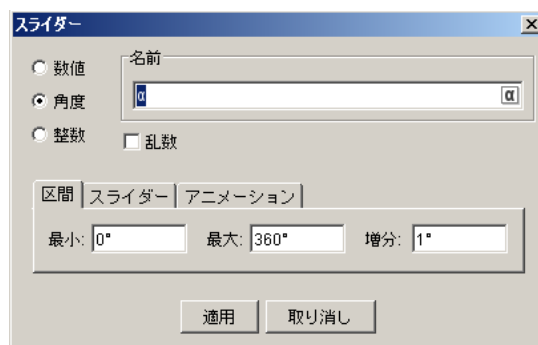 スライダー
数値
角度
整数
名前
α
α
乱数
区間 スライダー アニメーション
最小: 0° 最大: 360° 増分: 1°
適用 取り消し